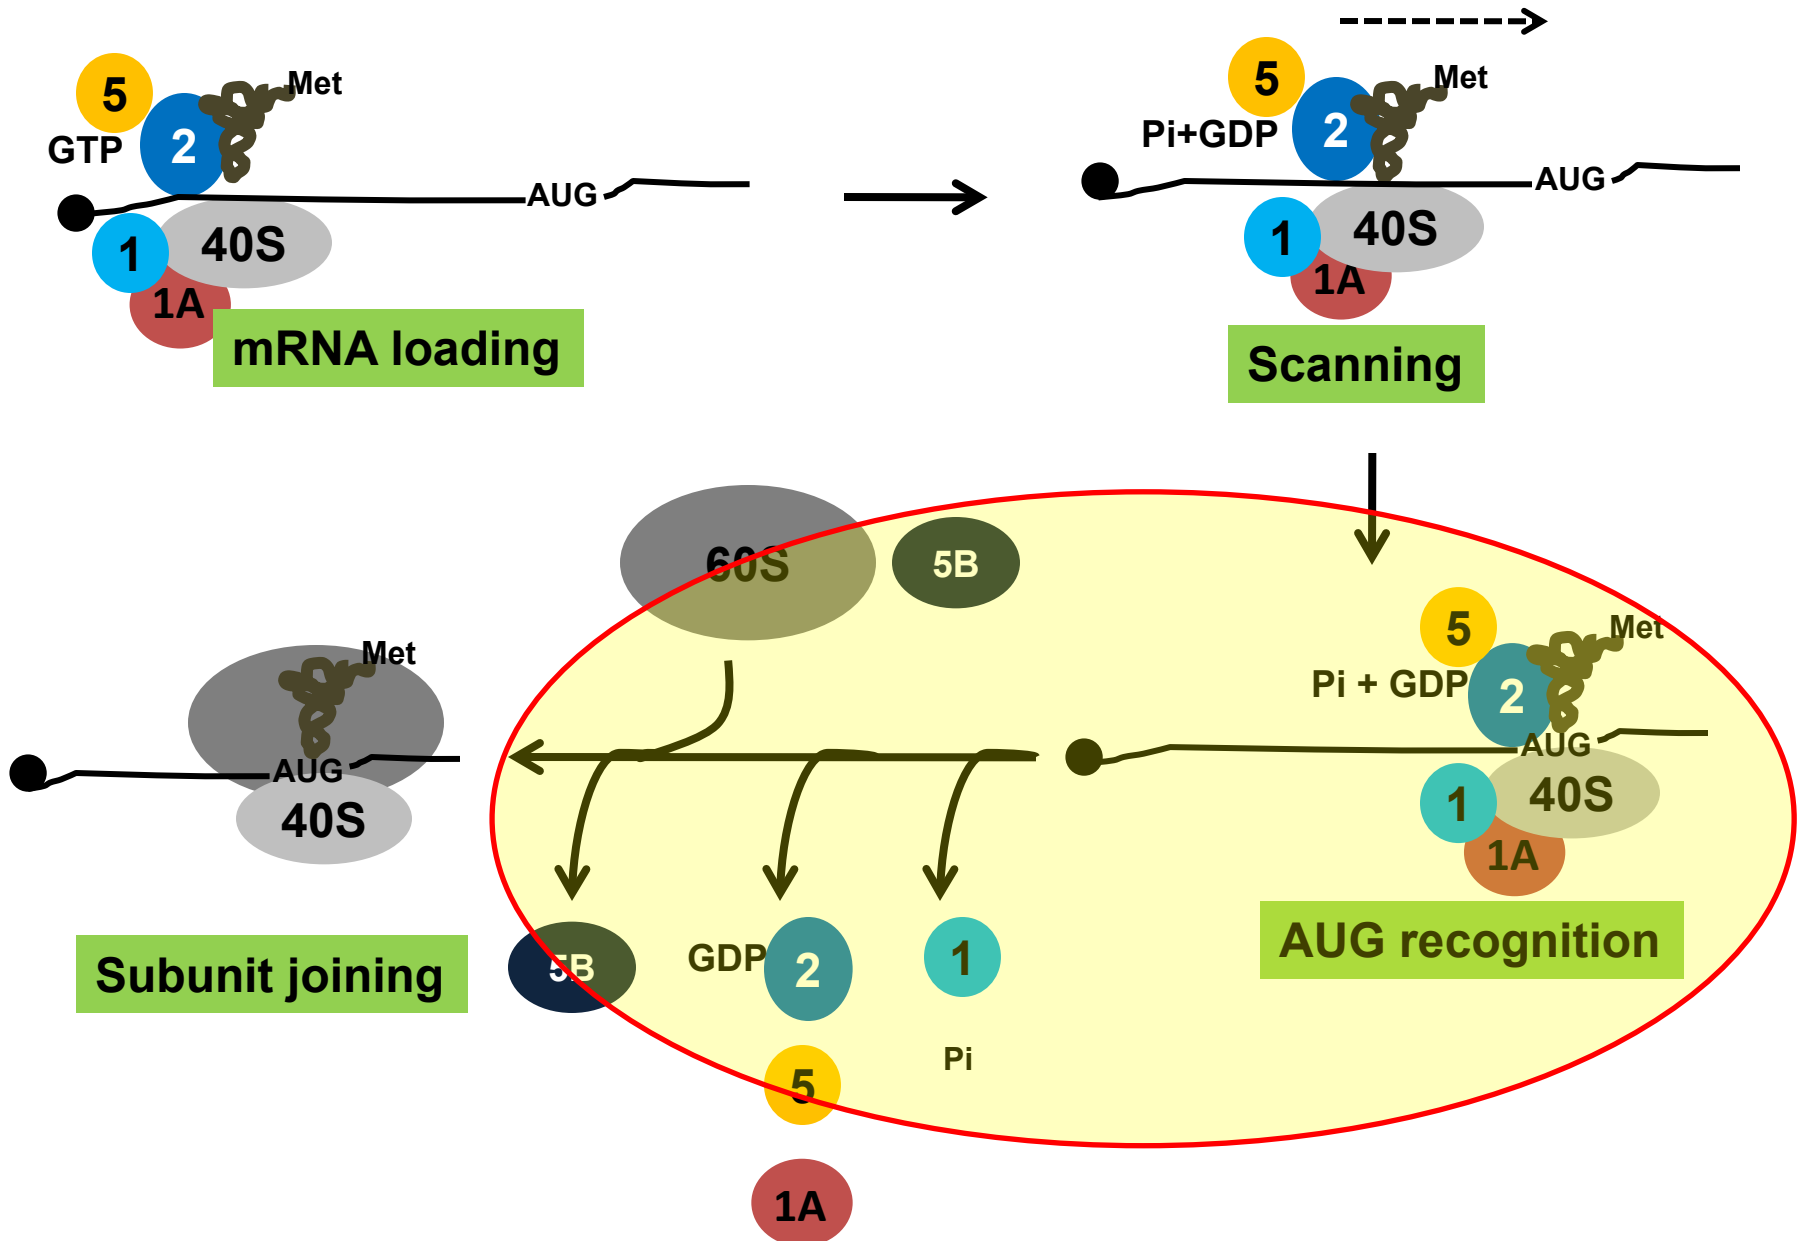 5
Met
2
GTP
AUG
1
40S
1A
mRNA loading
5
Met
2
Pi+GDP
AUG
1
40S
1A
Scanning
60S
5B
5
Met
Pi + GDP
2
AUG
1
40S
1A
AUG recognition
Met
AUG
40S
Subunit joining
5B
GDP
2
1
5
Pi
1A